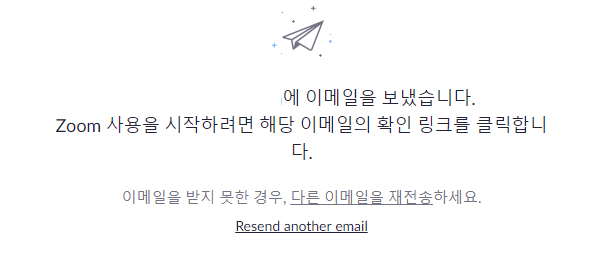 에 이메일을 보냈습니다.
Zoom 사용을 시작하려면 해당 이메일의 확인 링크를 클릭합니
다.
이메일을 받지 못한 경우, 다른 이메일을 재전송하세요.
Resend another email